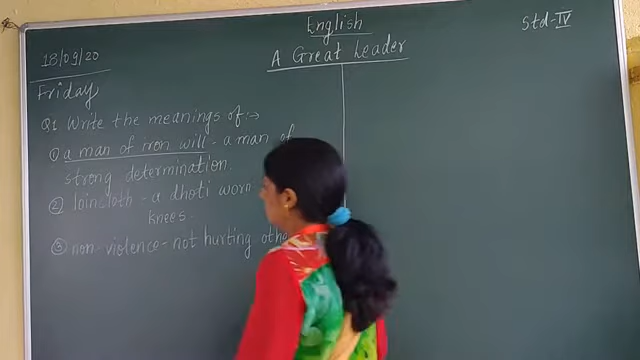 English
Std-IV
18/09/20
A Great Leader
Friday
Q1 Write the meanings of :-
① a man of iron will - a man of
strong determination.
② loincloth - a dhoti worn
knees.
③ non-violence - not hurting